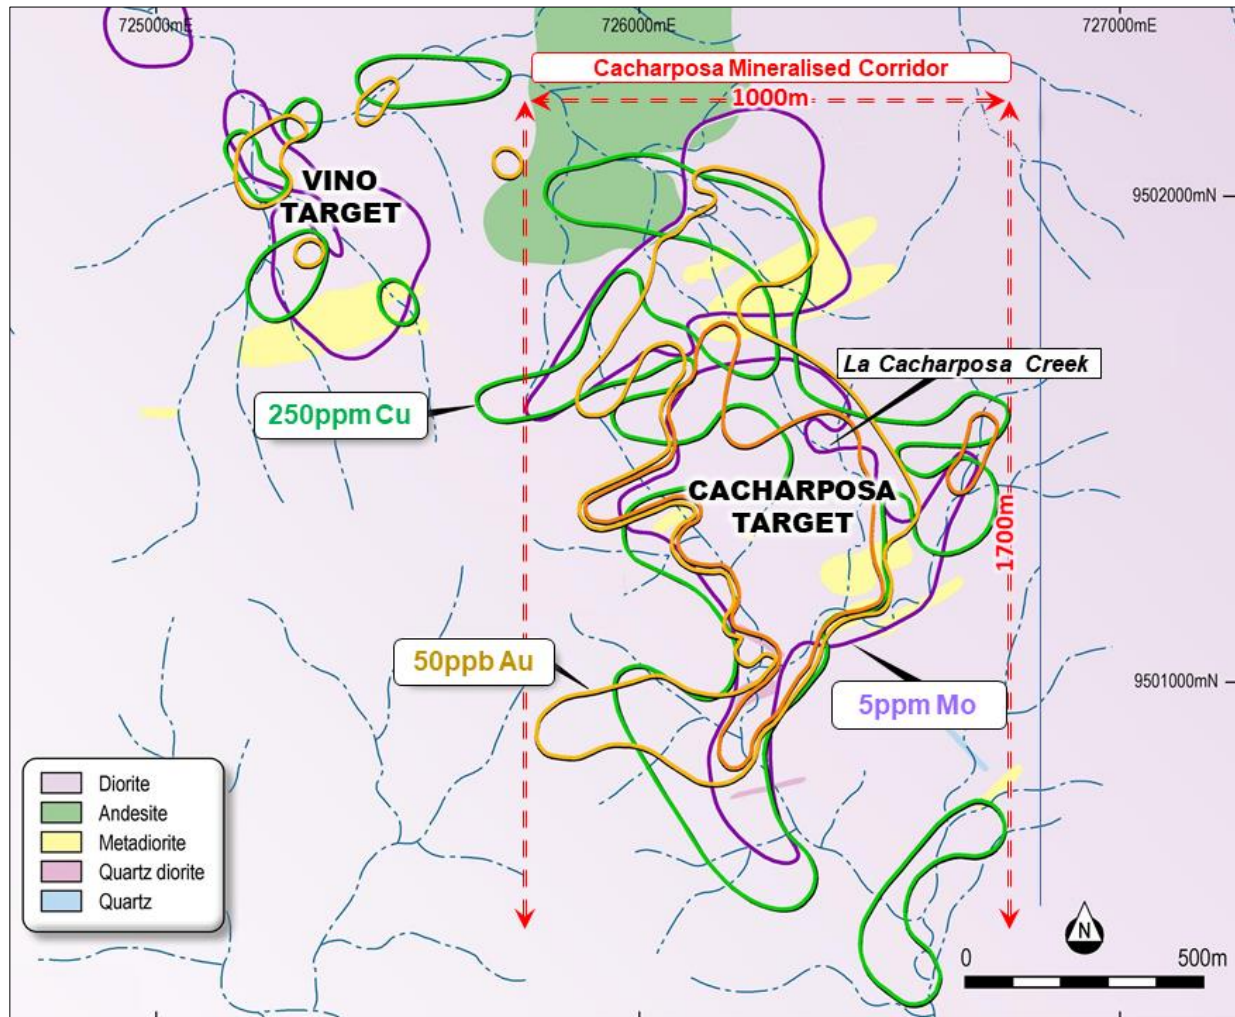 725000mE
726000mE
727000mE
Cacharposa Mineralised Corridor
1000m
VINO
TARGET
9502000mN
La Cacharposa Creek
250ppm Cu
CACHARPOSA
TARGET
1700m
50ppb Au
5ppm Mo
9501000mN
Diorite
Andesite
Metadiorite
Quartz diorite
Quartz
N
0
500m